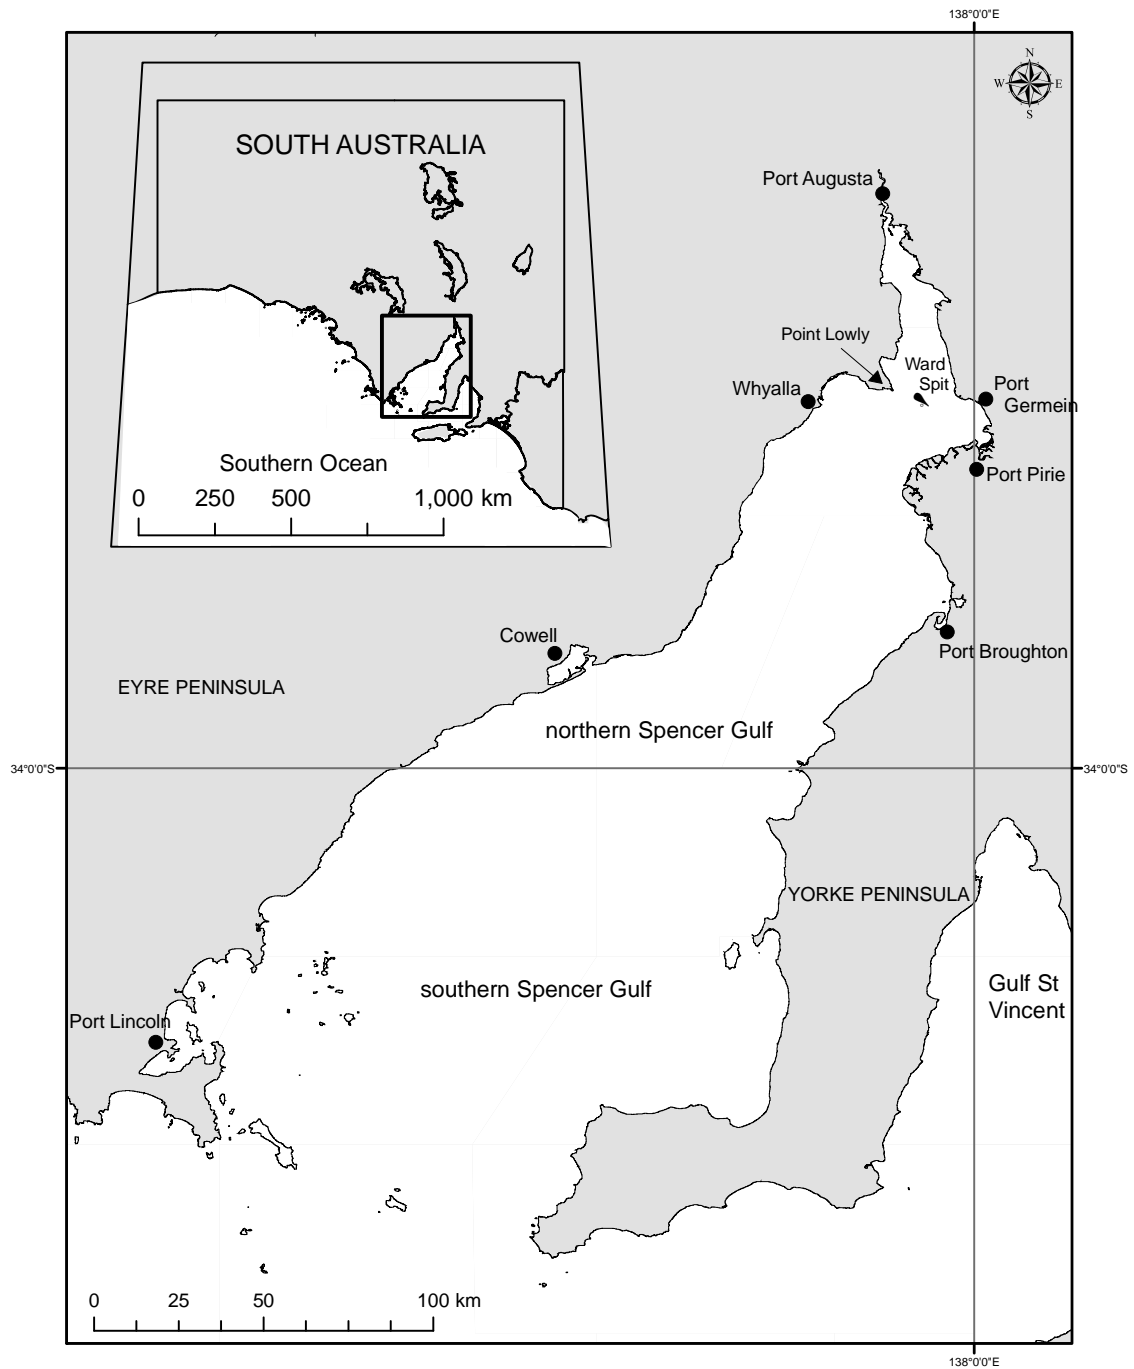 138°0'0"E
N
W E
S
SOUTH AUSTRALIA
Port Augusta
Point Lowly
Ward
Spit
Whyalla
Port
Germein
Port Pirie
Southern Ocean
0 250 500 1,000 km
Cowell
Port Broughton
EYRE PENINSULA
northern Spencer Gulf
34°0'0"S 34°0'0"S
YORKE PENINSULA
southern Spencer Gulf
Gulf St
Vincent
Port Lincoln
0 25 50 100 km
138°0'0"E